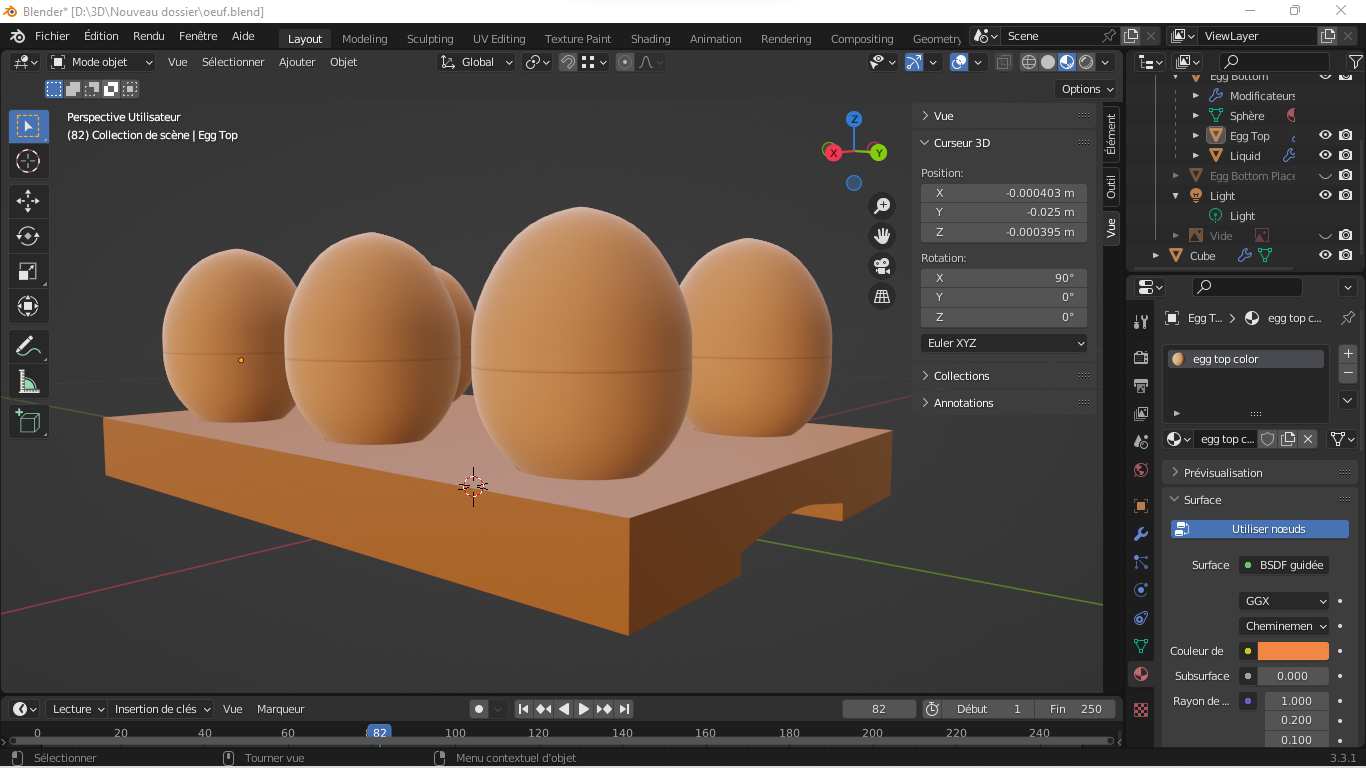 Blender* [D:\3D\Nouveau dossier\oeuf.blend]
Fichier Édition Rendu Fenêtre Aide Layout Modeling Sculpting UV Editing Texture Paint Shading Animation Rendering Compositing Geometry Scene ViewLayer
Mode objet Vue Sélectionner Ajouter Objet Global
Options
Perspective Utilisateur
(82) Collection de scène | Egg Top
Z
X
Y
Vue
Curseur 3D
Position:
X -0.000403 m
Y -0.025 m
Z -0.000395 m
Rotation:
X 90°
Y 0°
Z 0°
Euler XYZ
Collections
Annotations
Élément
Outil
Vue
Egg Bottom
Modificateurs
Sphère
Egg Top
Liquid
Egg Bottom Place
Light
Light
Vide
Cube
Egg T... egg top c...
egg top color
egg top c...
Prévisualisation
Surface
Utiliser nœuds
Surface BSDF guidée
GGX
Cheminemen
Couleur de
Subsurface 0.000
Rayon de ... 1.000
0.200
0.100
Lecture Insertion de clés Vue Marqueur 82 Début 1 Fin 250
0 20 40 60 82 100 120 140 160 180 200 220 240
Sélectionner Tourner vue Menu contextuel d'objet 3.3.1